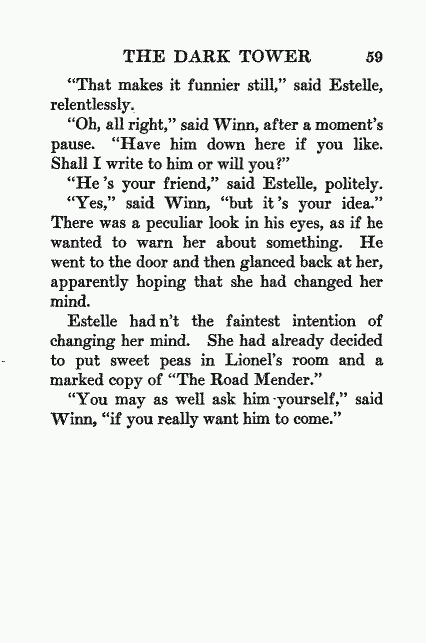 THE DARK TOWER 59
“That makes it funnier still,” said Estelle,
relentlessly.
“Oh, all right,” said Winn, after a moment’s
pause. “Have him down here if you like.
Shall I write to him or will you?”
“He ’s your friend,” said Estelle, politely.
“Yes,” said Winn, “but it ’s your idea.”
There was a peculiar look in his eyes, as if he
wanted to warn her about something. He
went to the door and then glanced back at her,
apparently hoping that she had changed her
mind.
Estelle had n’t the faintest intention of
changing her mind. She had already decided
to put sweet peas in Lionel’s room and a
marked copy of “The Road Mender.”
“You may as well ask him yourself,” said
Winn, “if you really want him to come.”